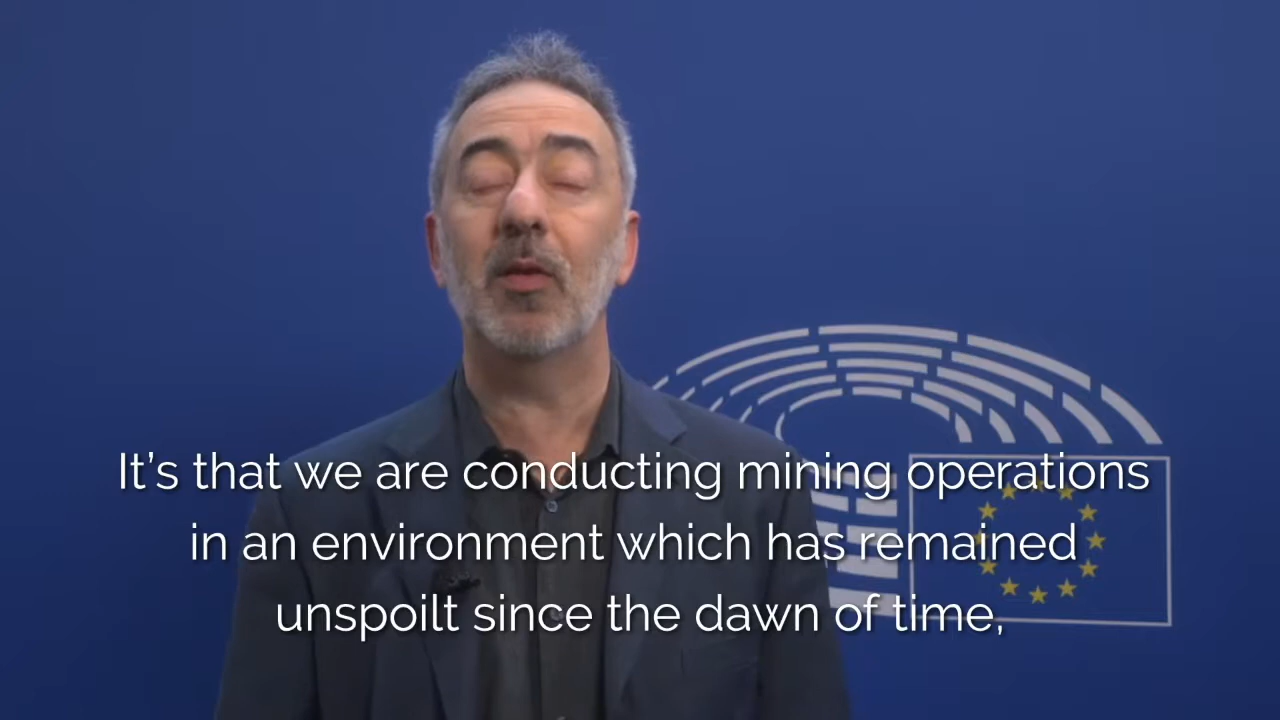 It’s that we are conducting mining operations
in an environment which has remained
unspoilt since the dawn of time,